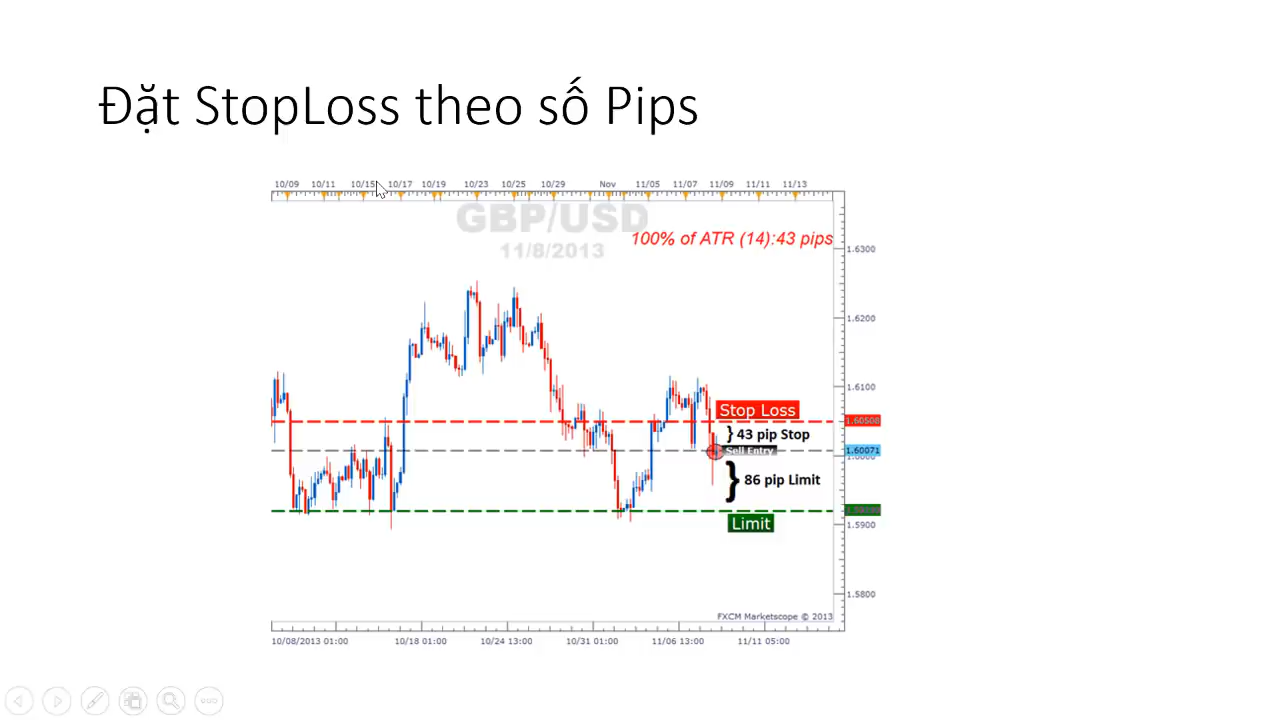 Đặt StopLoss theo số Pips
10/09 10/11 10/15 10/17 10/19 10/23 10/25 10/29 Nov 11/05 11/07 11/09 11/11 11/13
GBP/USD
11/8/2013
100% of ATR (14):43 pips
1.6300
1.6200
1.6100
Stop Loss
1.60500
43 pip Stop
Sell Entry
1.60071
1.6000
86 pip Limit
Limit
1.5900
1.5800
FXCM Marketscope © 2013
10/08/2013 01:00 10/18 01:00 10/24 13:00 10/31 01:00 11/06 13:00 11/11 05:00